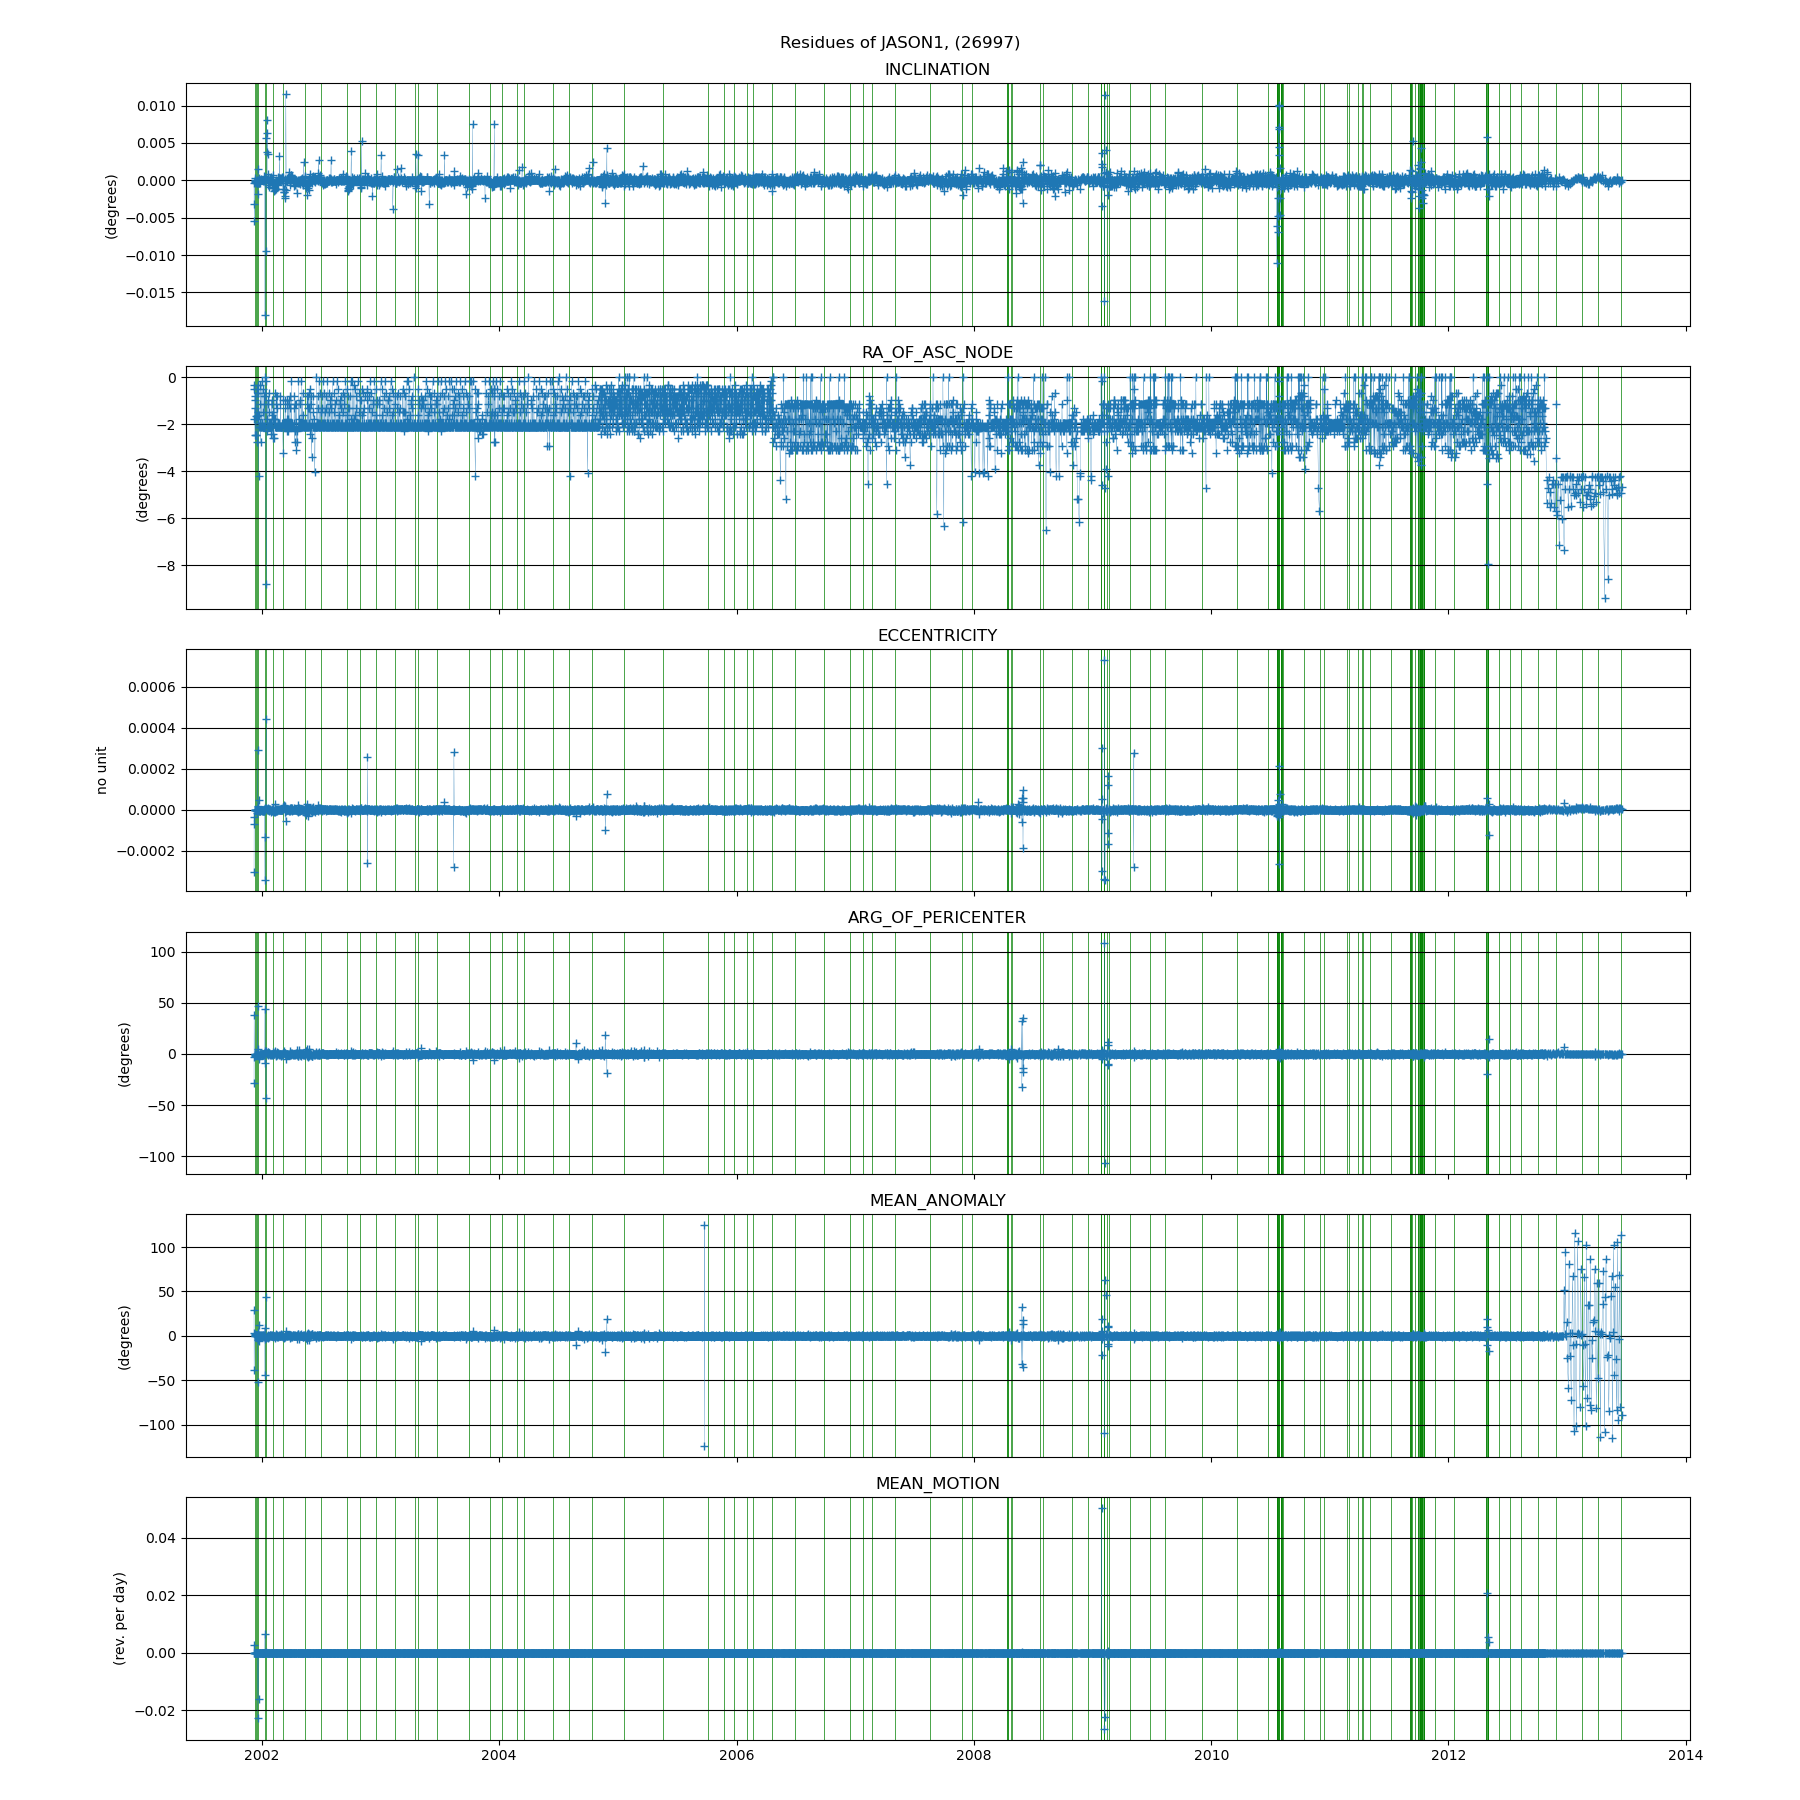 Residues of JASON1, (26997)
INCLINATION
0.010
0.005
0.000
−0.005
−0.010
−0.015
(degrees)
RA_OF_ASC_NODE
0
−2
−4
−6
−8
(degrees)
ECCENTRICITY
0.0006
0.0004
0.0002
0.0000
−0.0002
no unit
ARG_OF_PERICENTER
100
50
0
−50
−100
(degrees)
MEAN_ANOMALY
100
50
0
−50
−100
(degrees)
MEAN_MOTION
0.04
0.02
0.00
−0.02
(rev. per day)
2002 2004 2006 2008 2010 2012 2014